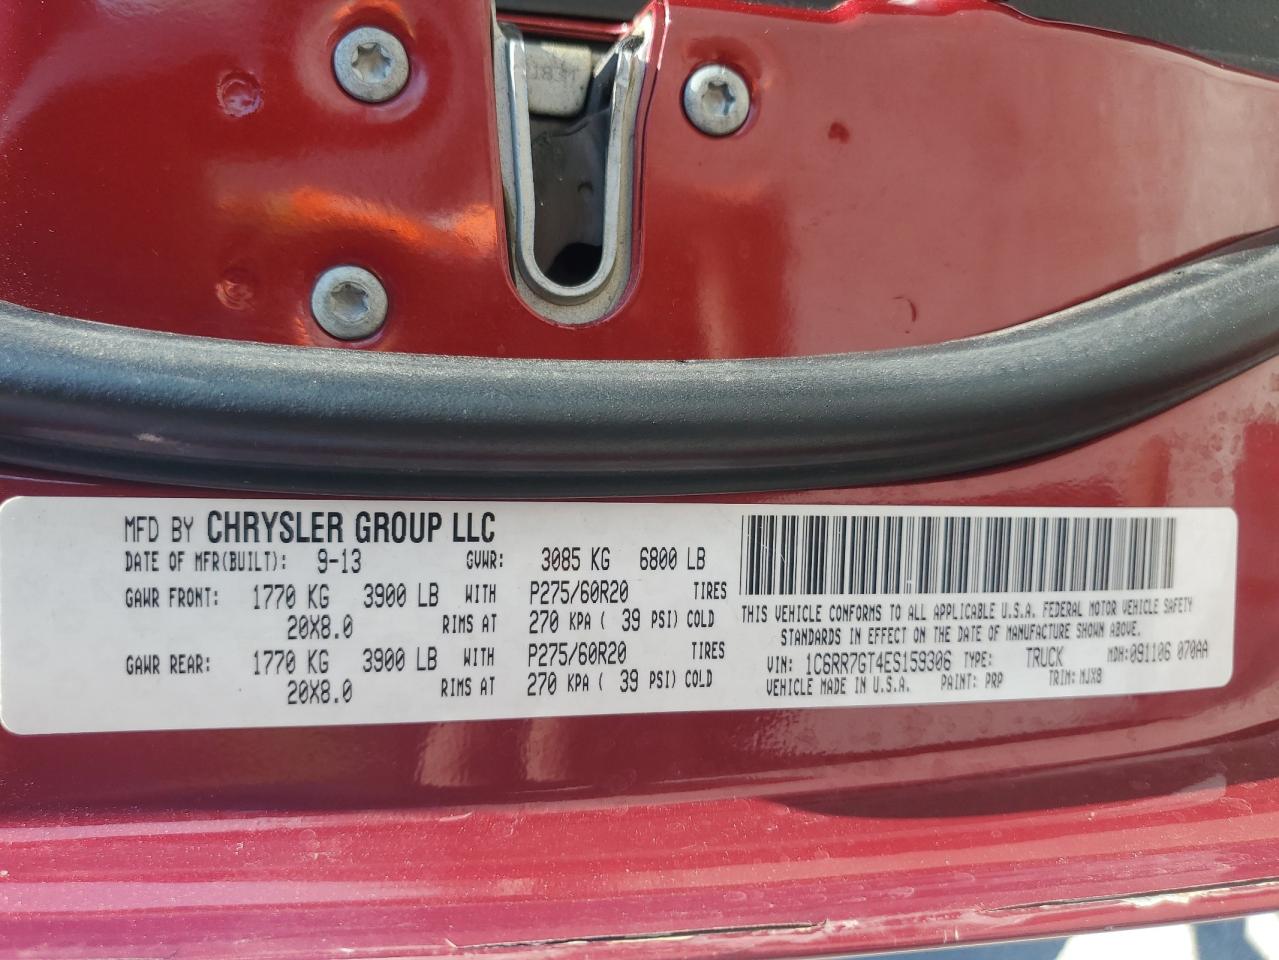 MFD BY CHRYSLER GROUP LLC
DATE OF MFR(BUILT): 9-13 GVWR: 3085 KG 6800 LB
GAWR FRONT: 1770 KG 3900 LB WITH P275/60R20 TIRES
20X8.0 RIMS AT 270 KPA ( 39 PSI) COLD
GAWR REAR: 1770 KG 3900 LB WITH P275/60R20 TIRES
20X8.0 RIMS AT 270 KPA ( 39 PSI) COLD
THIS VEHICLE CONFORMS TO ALL APPLICABLE U.S.A. FEDERAL MOTOR VEHICLE SAFETY
STANDARDS IN EFFECT ON THE DATE OF MANUFACTURE SHOWN ABOVE.
VIN: 1C6RR7GT4ES159306 TYPE: TRUCK MDH:091106 070AA
VEHICLE MADE IN U.S.A. PAINT: PRP TRIM: MJX8